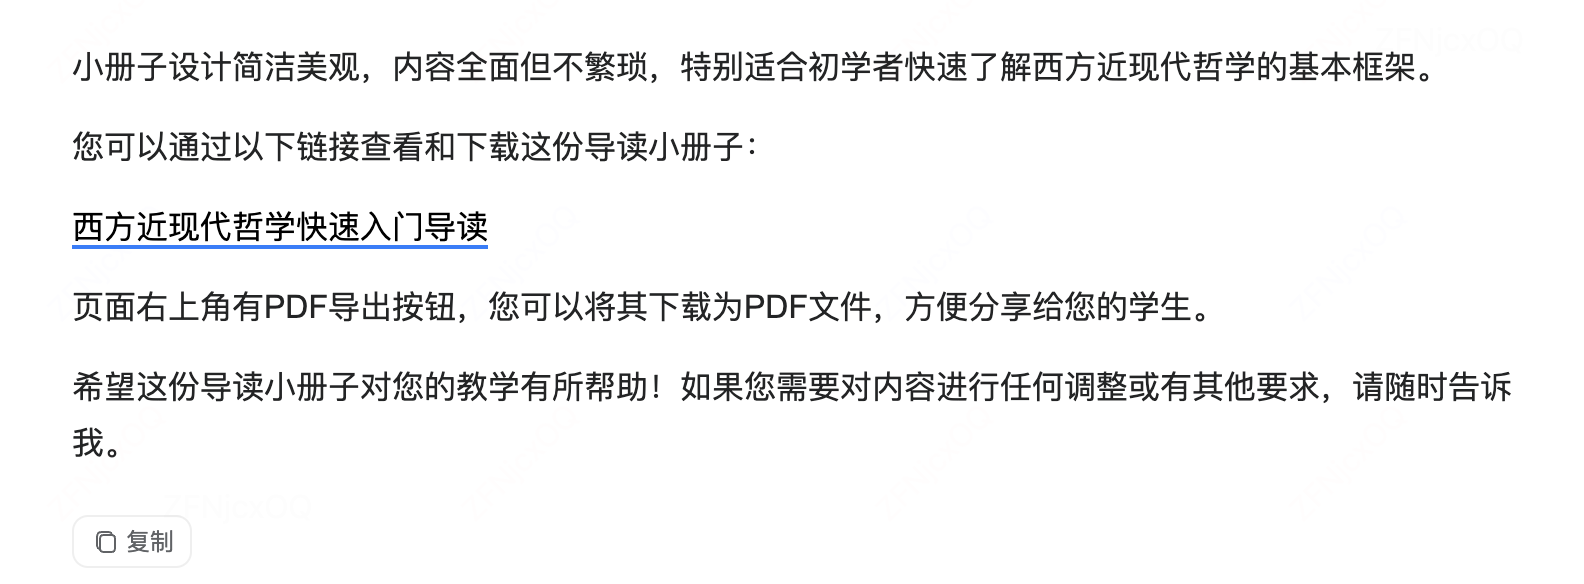 小册子设计简洁美观，内容全面但不繁琐，特别适合初学者快速了解西方近现代哲学的基本框架。
您可以通过以下链接查看和下载这份导读小册子：
西方近现代哲学快速入门导读
页面右上角有PDF导出按钮，您可以将其下载为PDF文件，方便分享给您的学生。
希望这份导读小册子对您的教学有所帮助！如果您需要对内容进行任何调整或有其他要求，请随时告诉
我。
复制